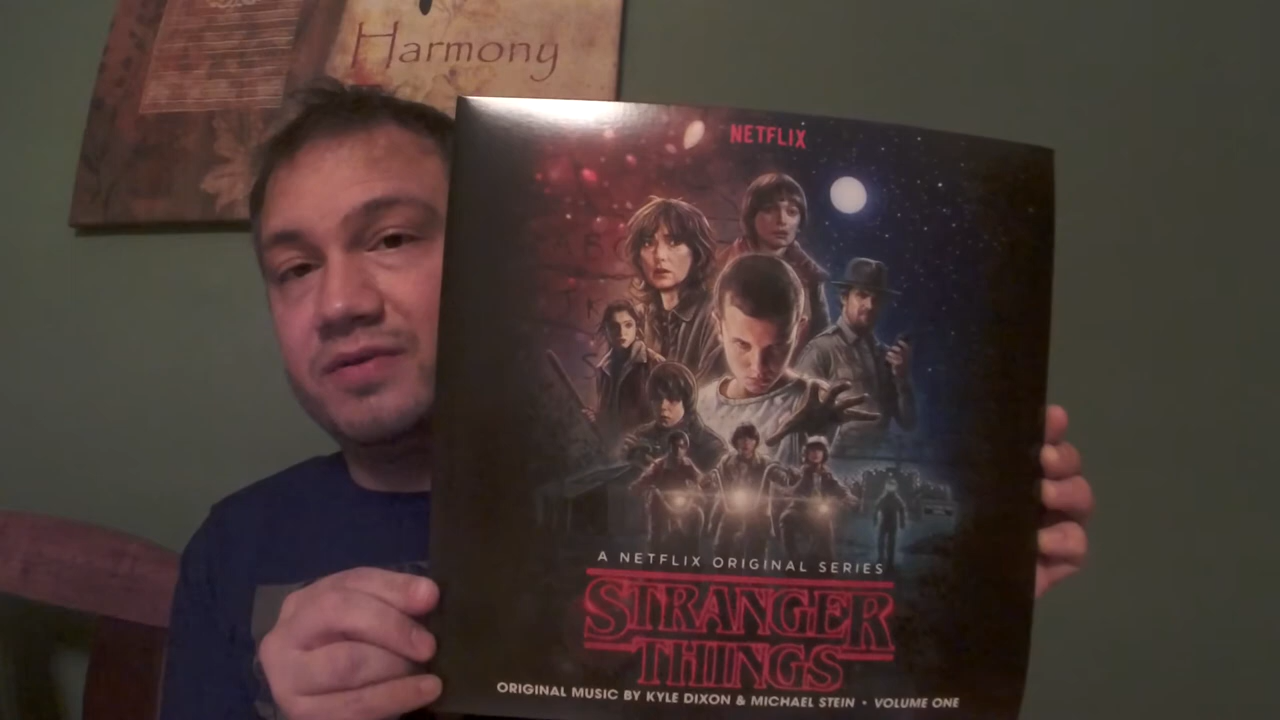 Harmony
NETFLIX
A NETFLIX ORIGINAL SERIES
STRANGER
THINGS
ORIGINAL MUSIC BY KYLE DIXON & MICHAEL STEIN • VOLUME ONE